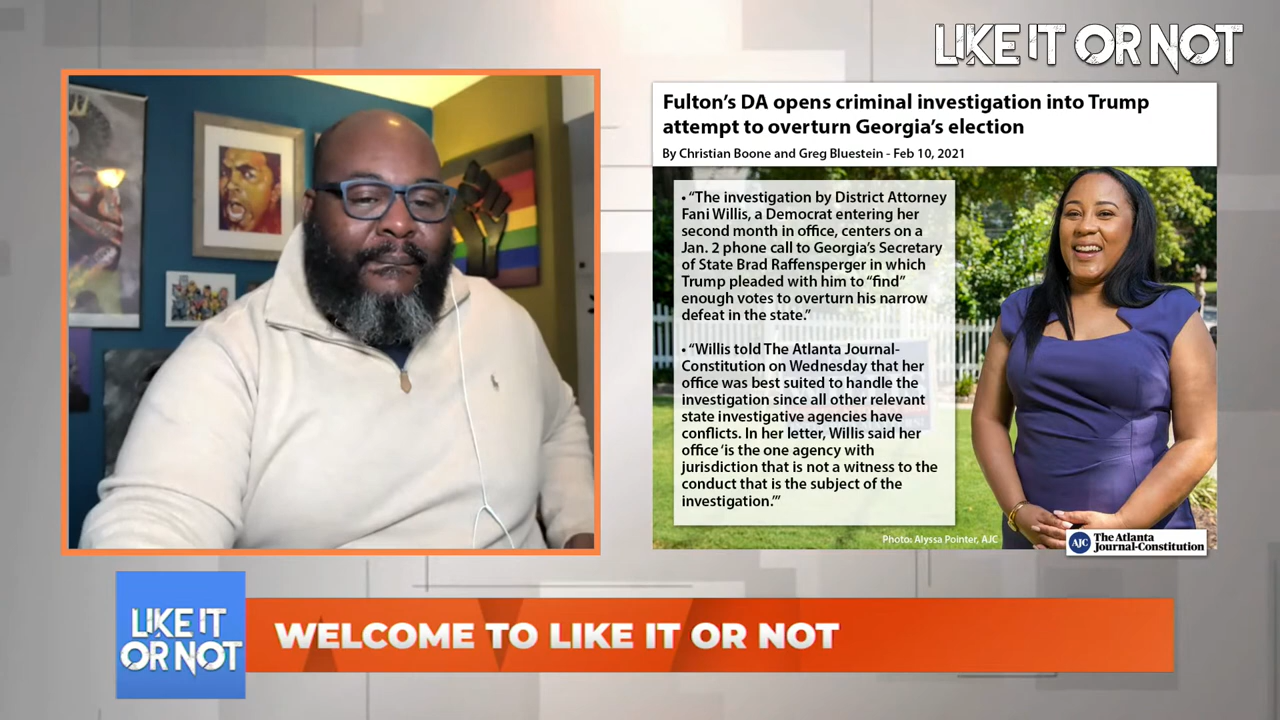 LIKE IT OR NOT
Fulton's DA opens criminal investigation into Trump
attempt to overturn Georgia's election
By Christian Boone and Greg Bluestein - Feb 10, 2021
• “The investigation by District Attorney
Fani Willis, a Democrat entering her
second month in office, centers on a
Jan. 2 phone call to Georgia's Secretary
of State Brad Raffensperger in which
Trump pleaded with him to “find”
enough votes to overturn his narrow
defeat in the state.”
• “Willis told The Atlanta Journal-
Constitution on Wednesday that her
office was best suited to handle the
investigation since all other relevant
state investigative agencies have
conflicts. In her letter, Willis said her
office ‘is the one agency with
jurisdiction that is not a witness to the
conduct that is the subject of the
investigation.’”
Photo: Alyssa Pointer, AJC
AJC
The Atlanta
Journal-Constitution
LIKE IT
OR NOT
WELCOME TO LIKE IT OR NOT